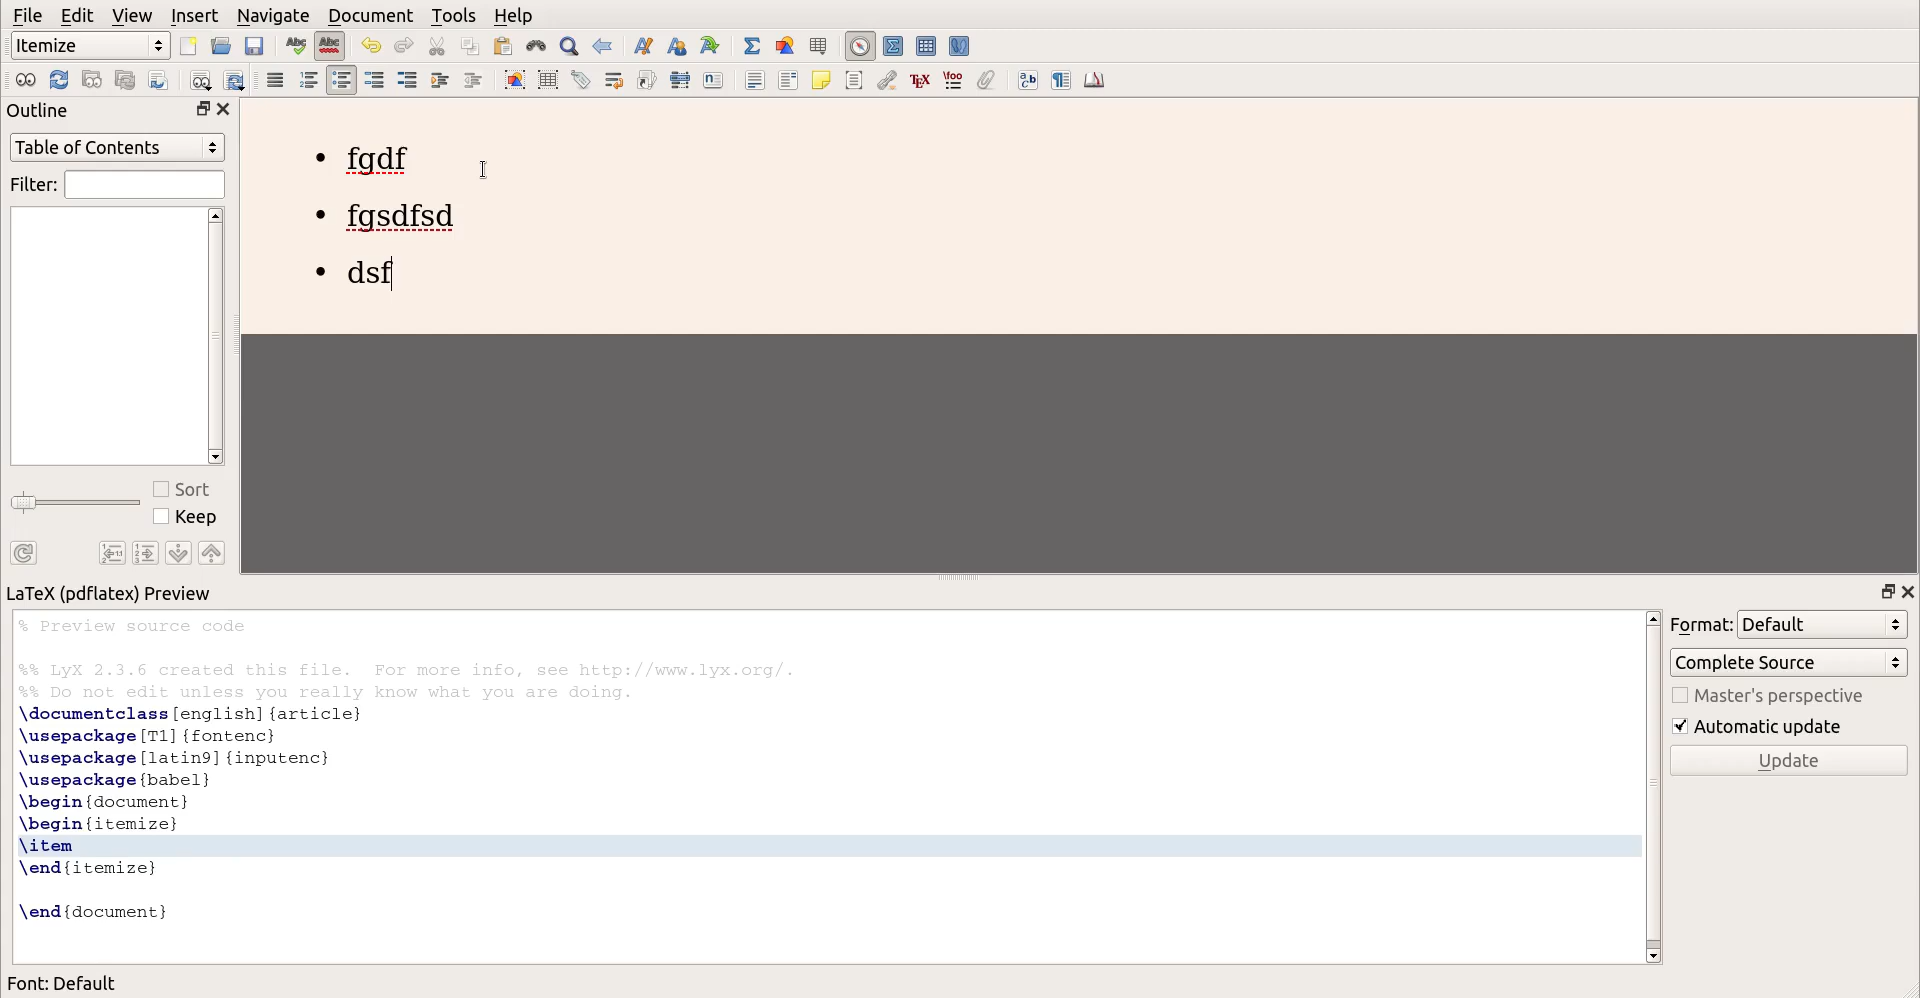 File Edit View Insert Navigate Document Tools Help
Itemize
Outline
Table of Contents
Filter:
Sort
Keep
• fgdf
• fgsdfsd
• dsf
LaTeX (pdflatex) Preview
% Preview source code
%% LyX 2.3.6 created this file.  For more info, see http://www.lyx.org/.
%% Do not edit unless you really know what you are doing.
\documentclass[english]{article}
\usepackage[T1]{fontenc}
\usepackage[latin9]{inputenc}
\usepackage{babel}
\begin{document}
\begin{itemize}
\item
\end{itemize}
\end{document}
Format: Default
Complete Source
Master's perspective
Automatic update
Update
Font: Default